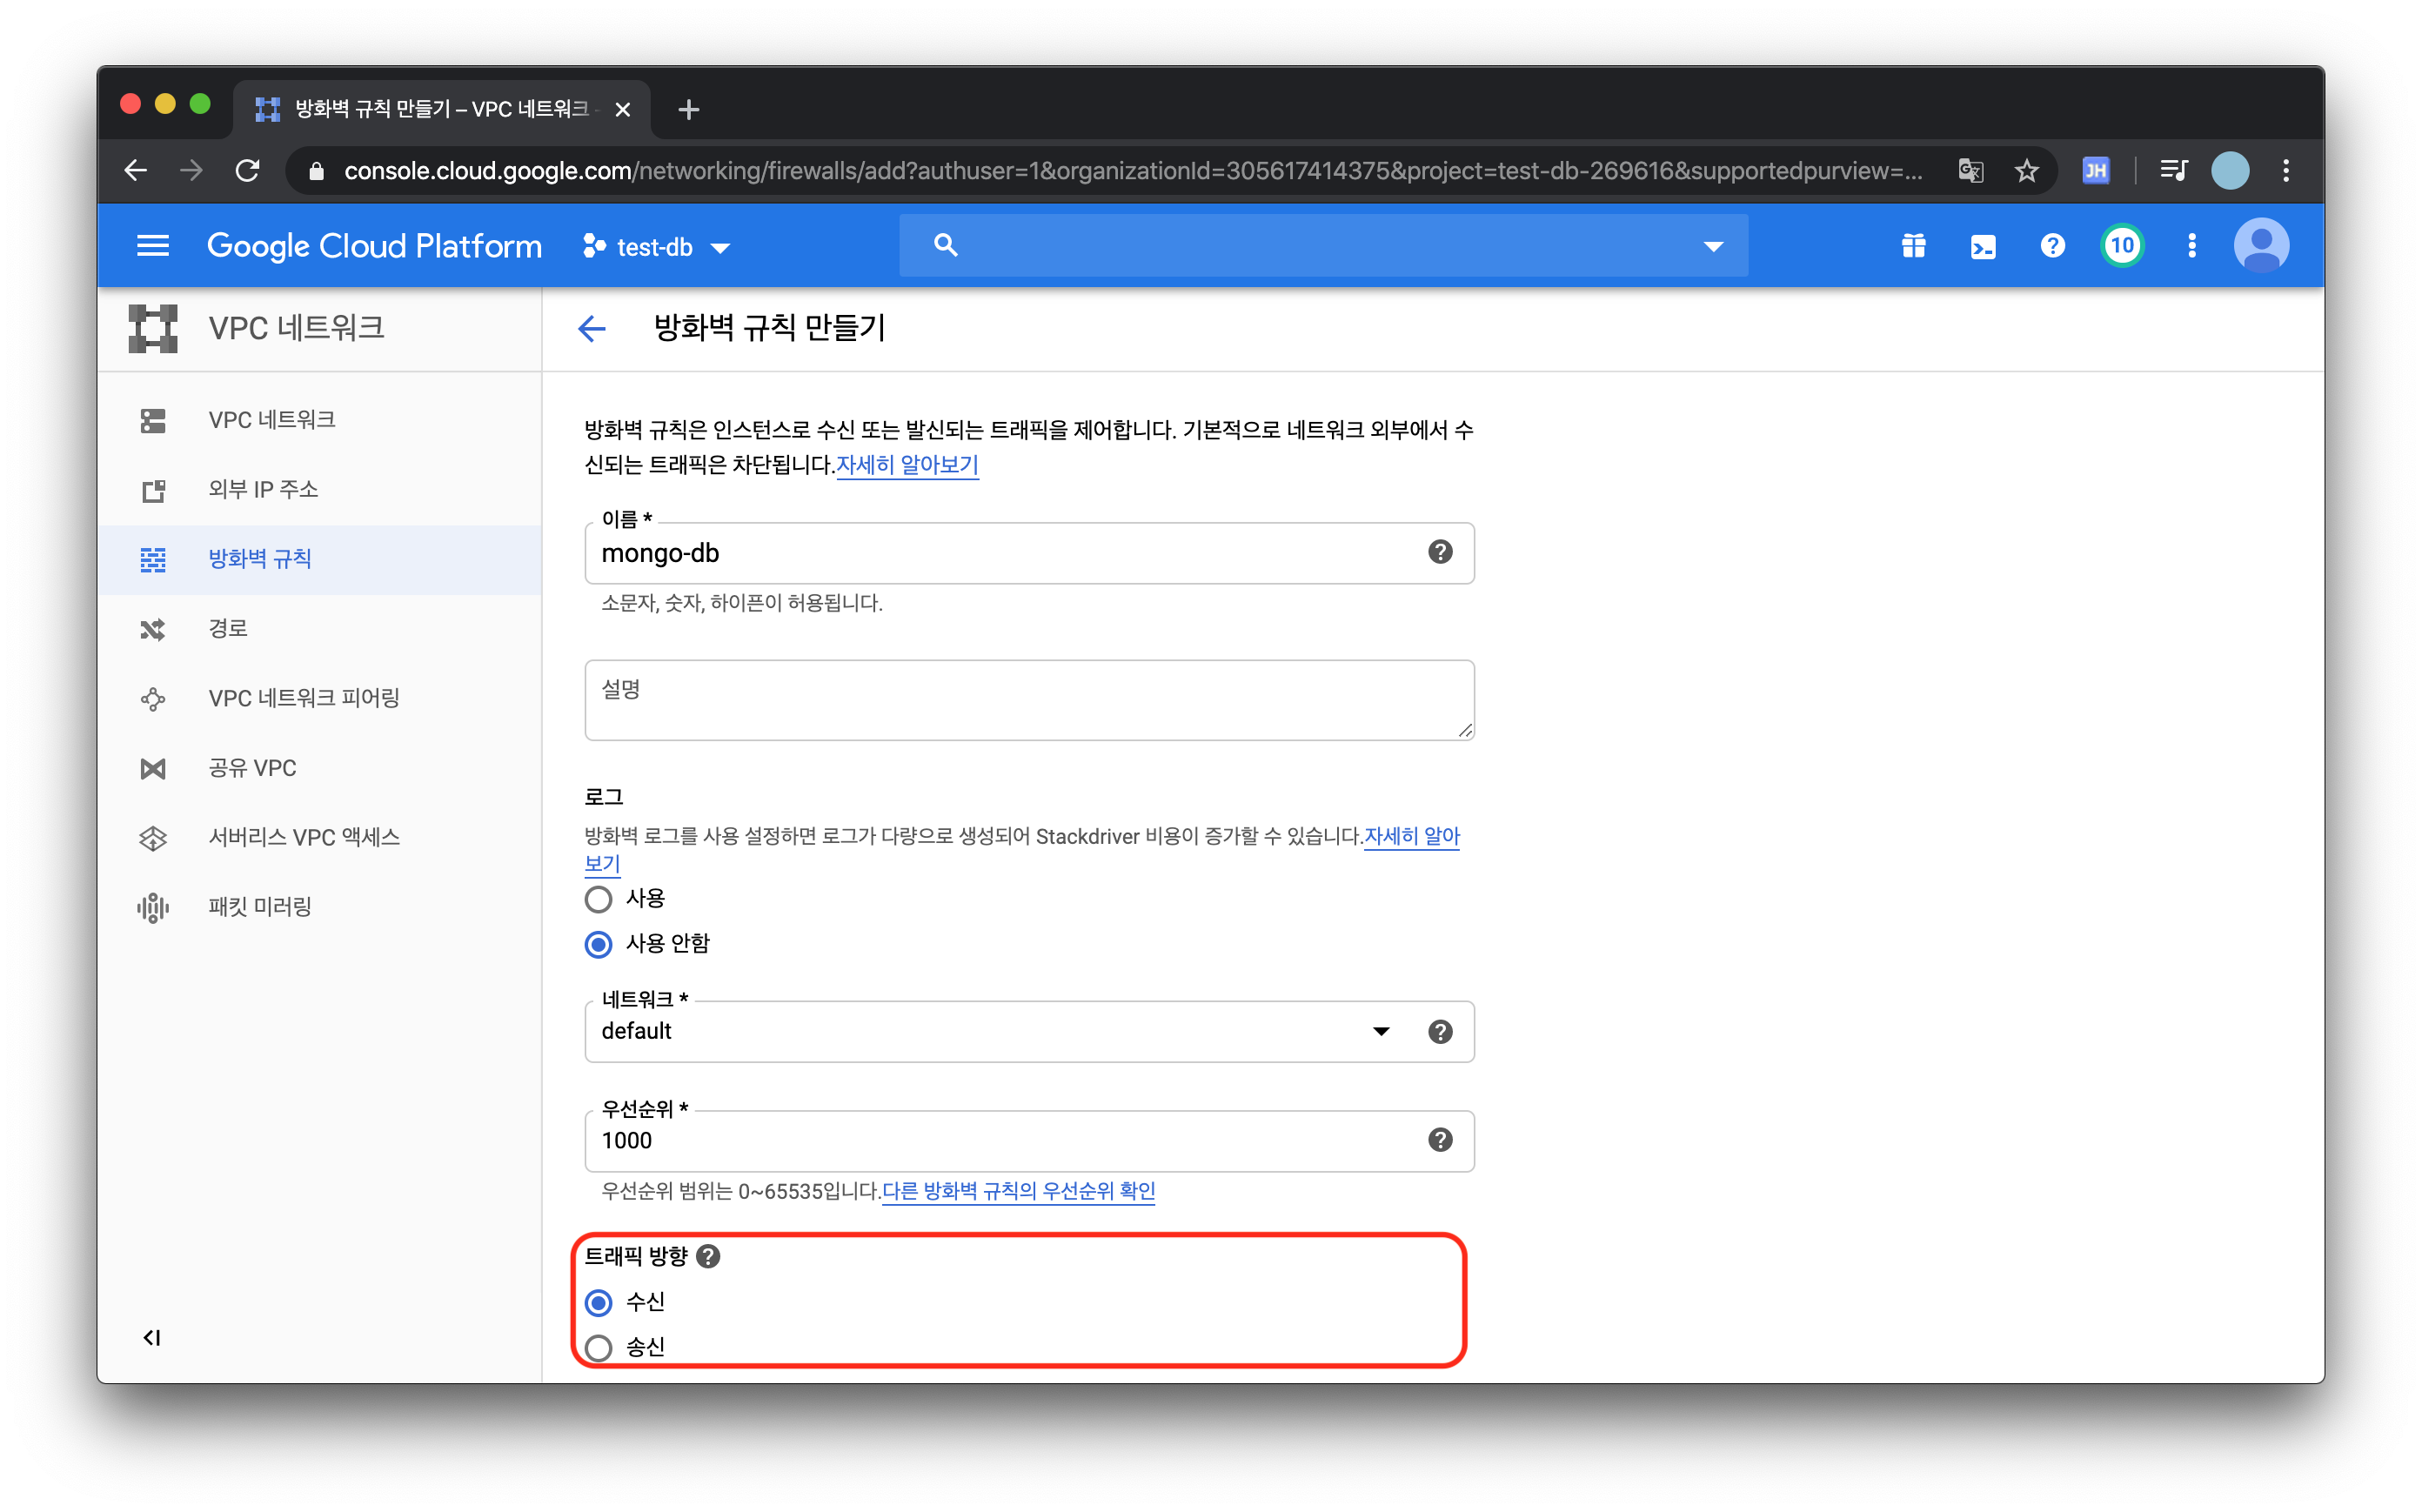 방화벽 규칙 만들기 – VPC 네트워크 -
console.cloud.google.com/networking/firewalls/add?authuser=1&organizationId=305617414375&project=test-db-269616&supportedpurview=...
JH
Google Cloud Platform
test-db
10
VPC 네트워크
방화벽 규칙 만들기
VPC 네트워크
외부 IP 주소
방화벽 규칙
경로
VPC 네트워크 피어링
공유 VPC
서버리스 VPC 액세스
패킷 미러링
방화벽 규칙은 인스턴스로 수신 또는 발신되는 트래픽을 제어합니다. 기본적으로 네트워크 외부에서 수
신되는 트래픽은 차단됩니다.자세히 알아보기
이름 *
mongo-db
소문자, 숫자, 하이픈이 허용됩니다.
설명
로그
방화벽 로그를 사용 설정하면 로그가 다량으로 생성되어 Stackdriver 비용이 증가할 수 있습니다.자세히 알아
보기
사용
사용 안함
네트워크 *
default
우선순위 *
1000
우선순위 범위는 0~65535입니다.다른 방화벽 규칙의 우선순위 확인
트래픽 방향
수신
송신